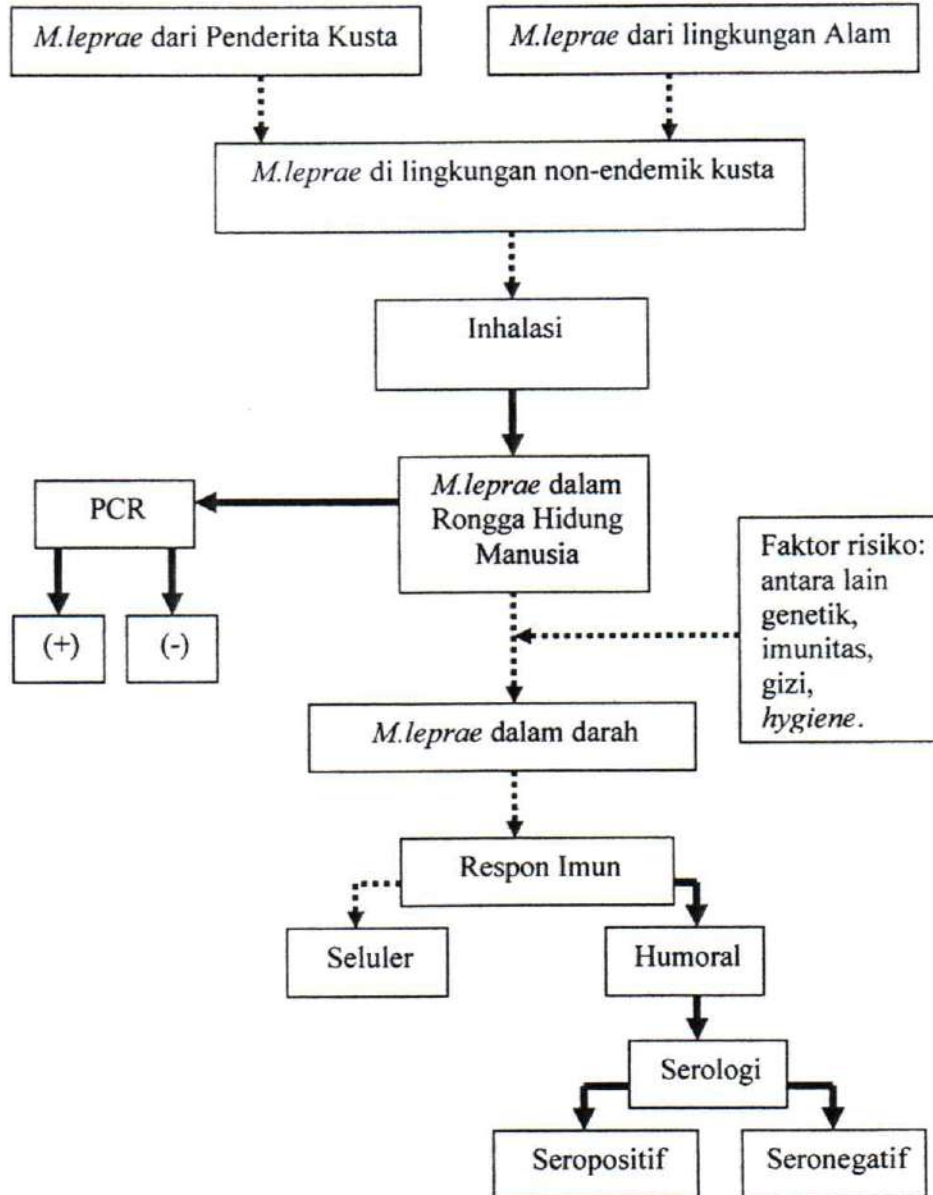 M.leprae dari Penderita Kusta
M.leprae dari lingkungan Alam
M.leprae di lingkungan non-endemik kusta
Inhalasi
M.leprae dalam
Rongga Hidung
Manusia
PCR
(+)
(-)
Faktor risiko:
antara lain
genetik,
imunitas,
gizi,
hygiene.
M.leprae dalam darah
Respon Imun
Seluler
Humoral
Serologi
Seropositif
Seronegatif